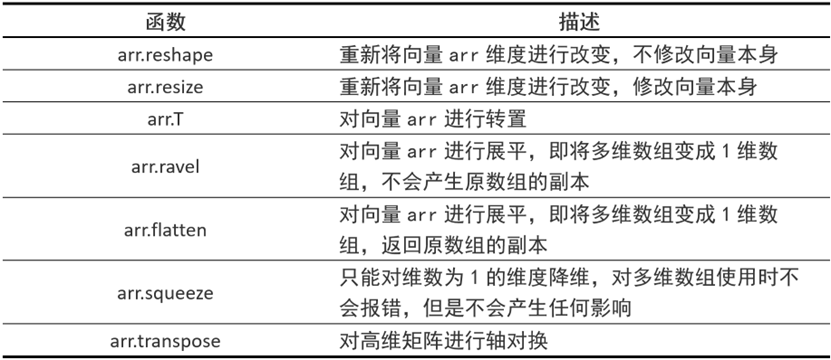 函数 描述
arr.reshape 重新将向量 arr 维度进行改变，不修改向量本身
arr.resize 重新将向量 arr 维度进行改变，修改向量本身
arr.T 对向量 arr 进行转置
arr.ravel 对向量 arr 进行展平，即将多维数组变成 1 维数
组，不会产生原数组的副本
arr.flatten 对向量 arr 进行展平，即将多维数组变成 1 维数
组，返回原数组的副本
arr.squeeze 只能对维数为 1 的维度降维，对多维数组使用时不
会报错，但是不会产生任何影响
arr.transpose 对高维矩阵进行轴对换